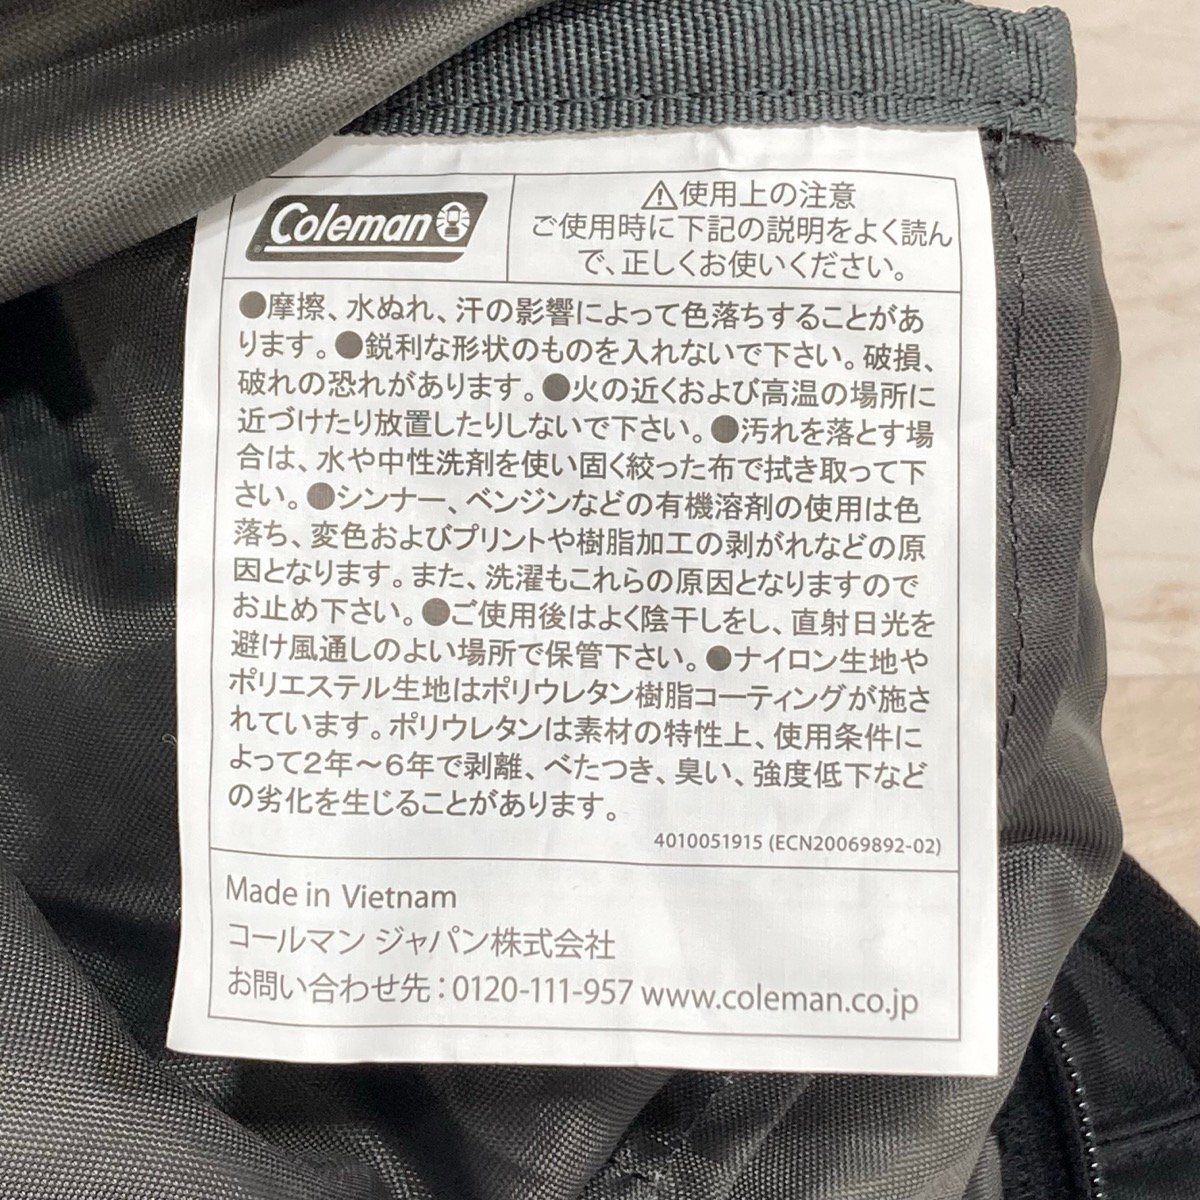 Coleman
⚠使用上の注意
ご使用時に下記の説明をよく読ん
で、正しくお使いください。
●摩擦、水ぬれ、汗の影響によって色落ちすることがあ
ります。●鋭利な形状のものを入れないで下さい。破損、
破れの恐れがあります。●火の近くおよび高温の場所に
近づけたり放置したりしないで下さい。●汚れを落とす場
合は、水や中性洗剤を使い固く絞った布で拭き取って下
さい。●シンナー、ベンジンなどの有機溶剤の使用は色
落ち、変色およびプリントや樹脂加工の剥がれなどの原
因となります。また、洗濯もこれらの原因となりますので
お止め下さい。●ご使用後はよく陰干しをし、直射日光を
避け風通しのよい場所で保管下さい。●ナイロン生地や
ポリエステル生地はポリウレタン樹脂コーティングが施さ
れています。ポリウレタンは素材の特性上、使用条件に
よって2年～6年で剥離、べたつき、臭い、強度低下など
の劣化を生じることがあります。
4010051915 (ECN20069892-02)
Made in Vietnam
コールマン ジャパン株式会社
お問い合わせ先：0120-111-957 www.coleman.co.jp